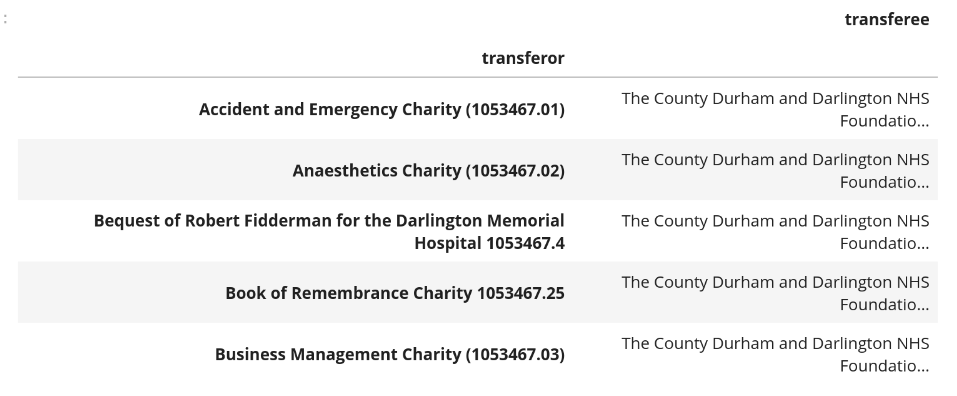 :
transferee
transferor
Accident and Emergency Charity (1053467.01)
The County Durham and Darlington NHS
Foundatio...
Anaesthetics Charity (1053467.02)
The County Durham and Darlington NHS
Foundatio...
Bequest of Robert Fidderman for the Darlington Memorial
Hospital 1053467.4
The County Durham and Darlington NHS
Foundatio...
Book of Remembrance Charity 1053467.25
The County Durham and Darlington NHS
Foundatio...
Business Management Charity (1053467.03)
The County Durham and Darlington NHS
Foundatio...